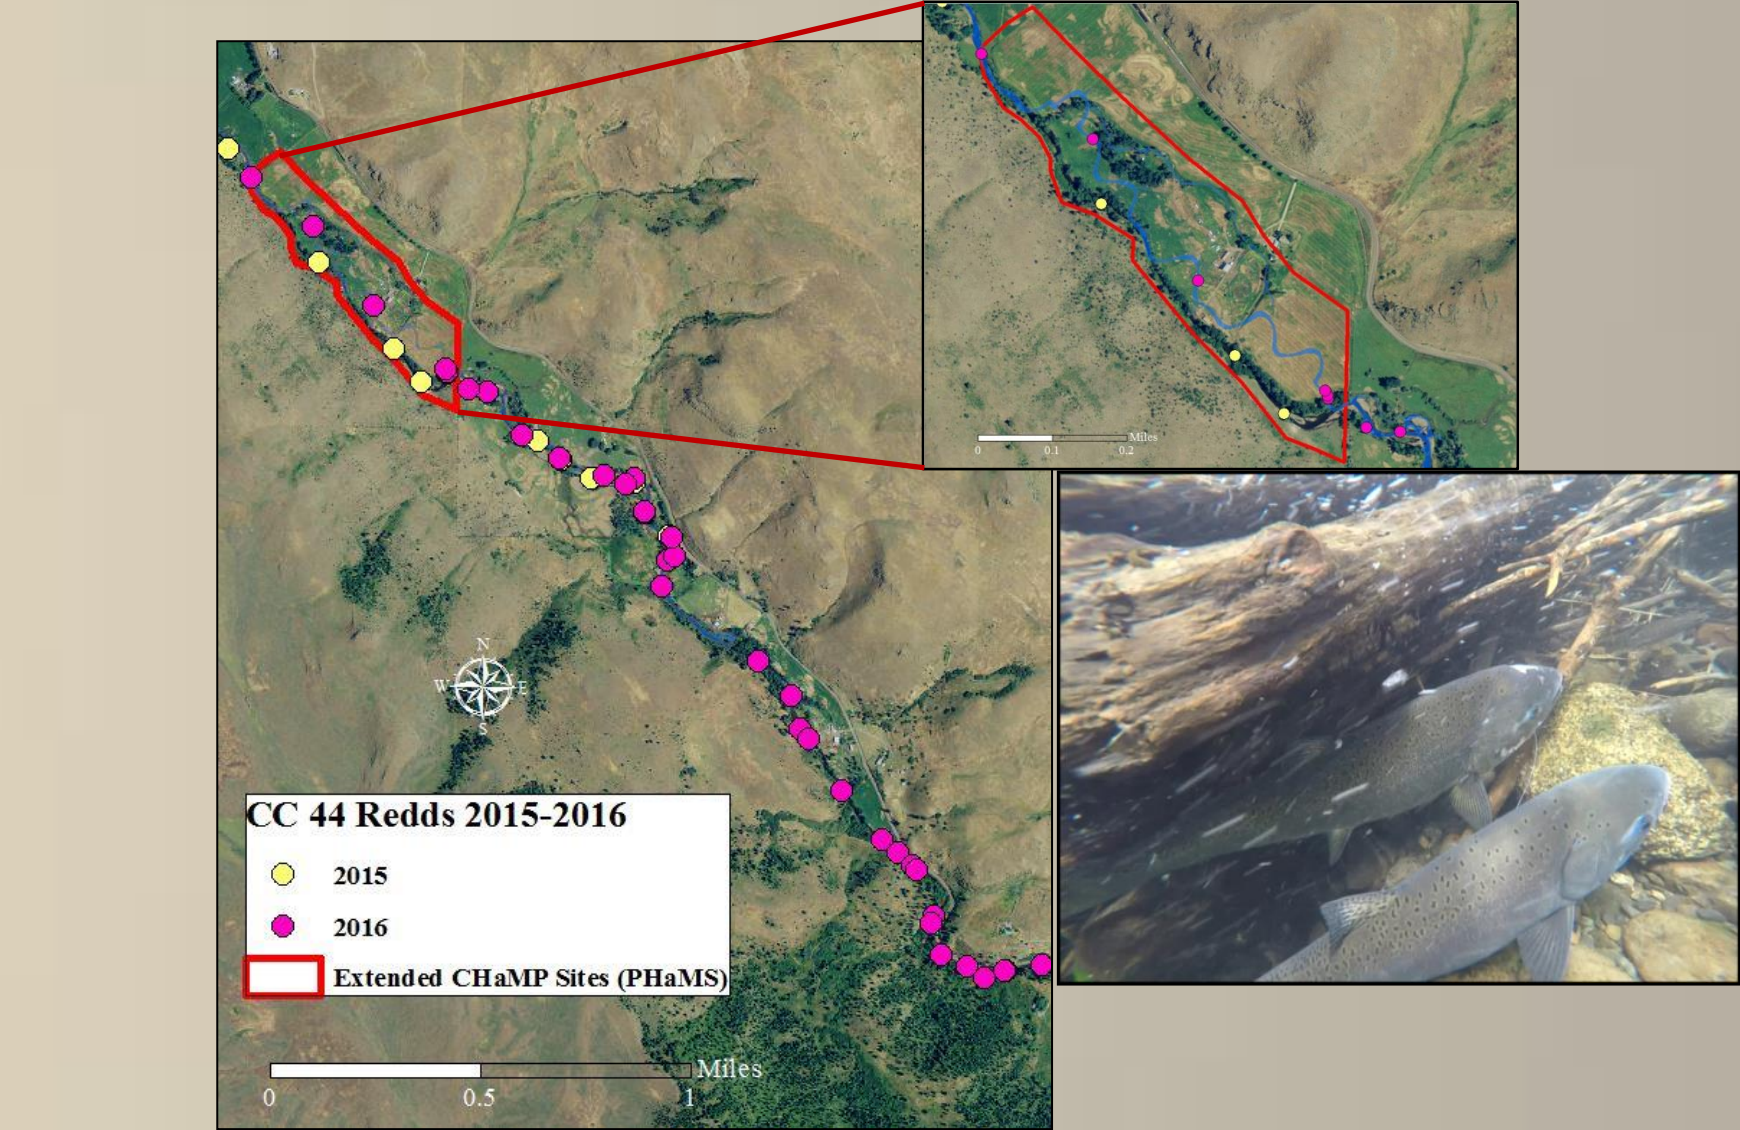 Miles
0 0.1 0.2
N
W E
S
CC 44 Redds 2015-2016
2015
2016
Extended CHaMP Sites (PHaMS)
Miles
0 0.5 1